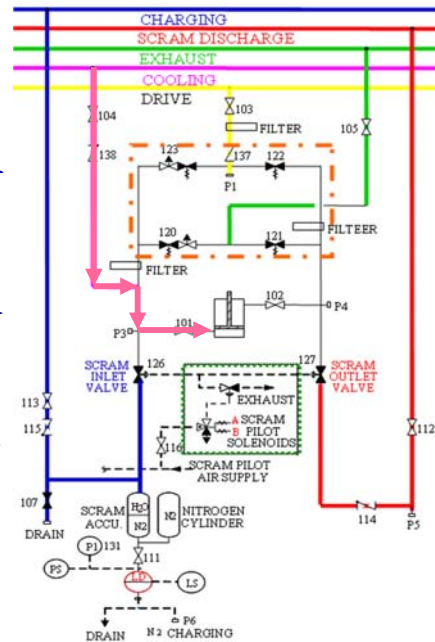 CHARGING
SCRAM DISCHARGE
EXHAUST
COOLING
DRIVE
104
103
105
FILTER
138
123
137
122
P1
FILTEER
120
121
FILTER
102
P4
P3
101
SCRAM
INLET
VALVE
126
127
SCRAM
OUTLET
VALVE
EXHAUST
A SCRAM
B PILOT
SOLENOIDS
113
115
116
112
SCRAM PILOT
AIR SUPPLY
107
DRAIN
SCRAM
ACCU.
H2O
N2
N2
NITROGEN
CYLINDER
114
P5
P1
131
111
PS
LD
LS
P6
DRAIN
N2 CHARGING